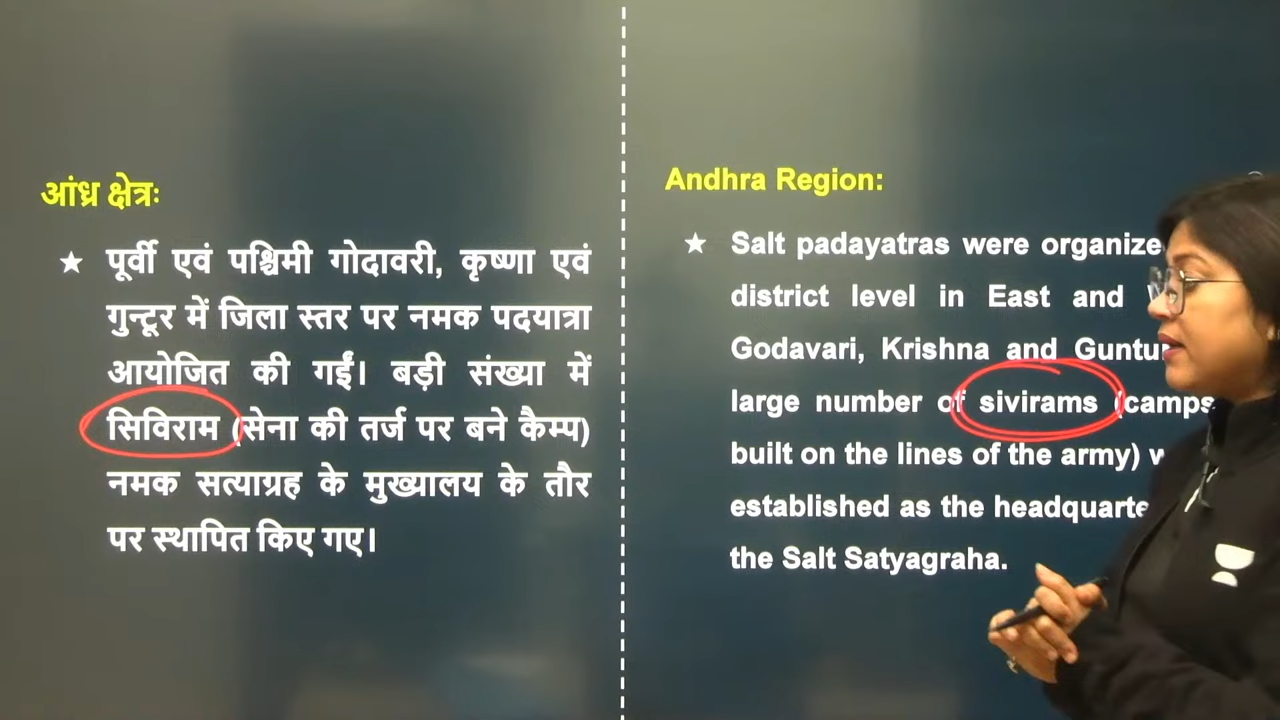 आंध्र क्षेत्रः
★ पूर्वी एवं पश्चिमी गोदावरी, कृष्णा एवं
गुन्टूर में जिला स्तर पर नमक पदयात्रा
आयोजित की गईं। बड़ी संख्या में
सिविराम (सेना की तर्ज पर बने कैम्प)
नमक सत्याग्रह के मुख्यालय के तौर
पर स्थापित किए गए।
Andhra Region:
★ Salt padayatras were organize
district level in East and
Godavari, Krishna and Guntu
large number of sivirams (camps
built on the lines of the army)
established as the headquarte
the Salt Satyagraha.